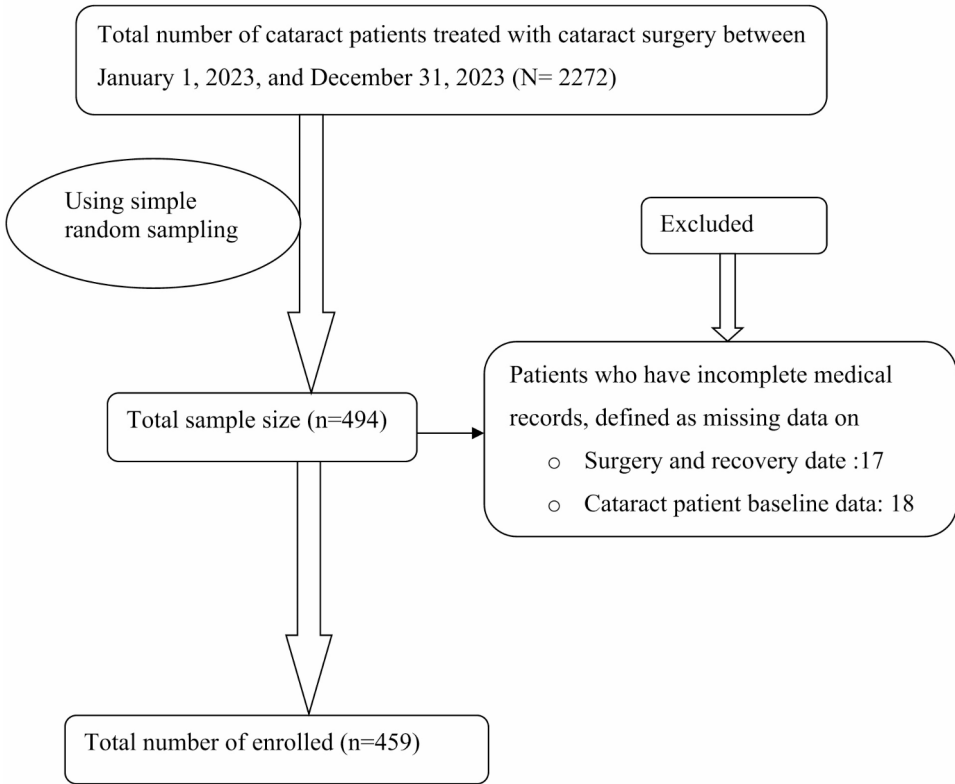 Total number of cataract patients treated with cataract surgery between
January 1, 2023, and December 31, 2023 (N= 2272)
Using simple
random sampling
Excluded
Total sample size (n=494)
Patients who have incomplete medical
records, defined as missing data on
o Surgery and recovery date :17
o Cataract patient baseline data: 18
Total number of enrolled (n=459)